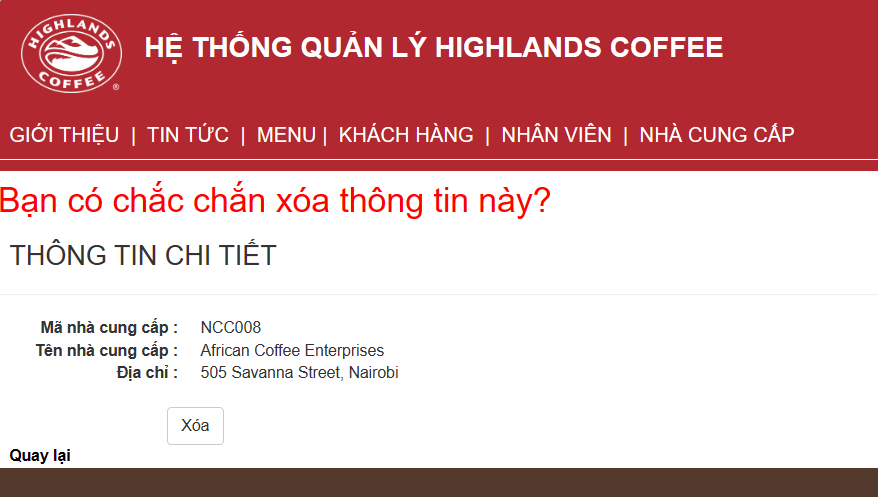 HIGHLANDS
COFFEE
®
HỆ THỐNG QUẢN LÝ HIGHLANDS COFFEE
GIỚI THIỆU | TIN TỨC | MENU | KHÁCH HÀNG | NHÂN VIÊN | NHÀ CUNG CẤP
Bạn có chắc chắn xóa thông tin này?
THÔNG TIN CHI TIẾT
Mã nhà cung cấp : NCC008
Tên nhà cung cấp : African Coffee Enterprises
Địa chỉ : 505 Savanna Street, Nairobi
Xóa
Quay lại